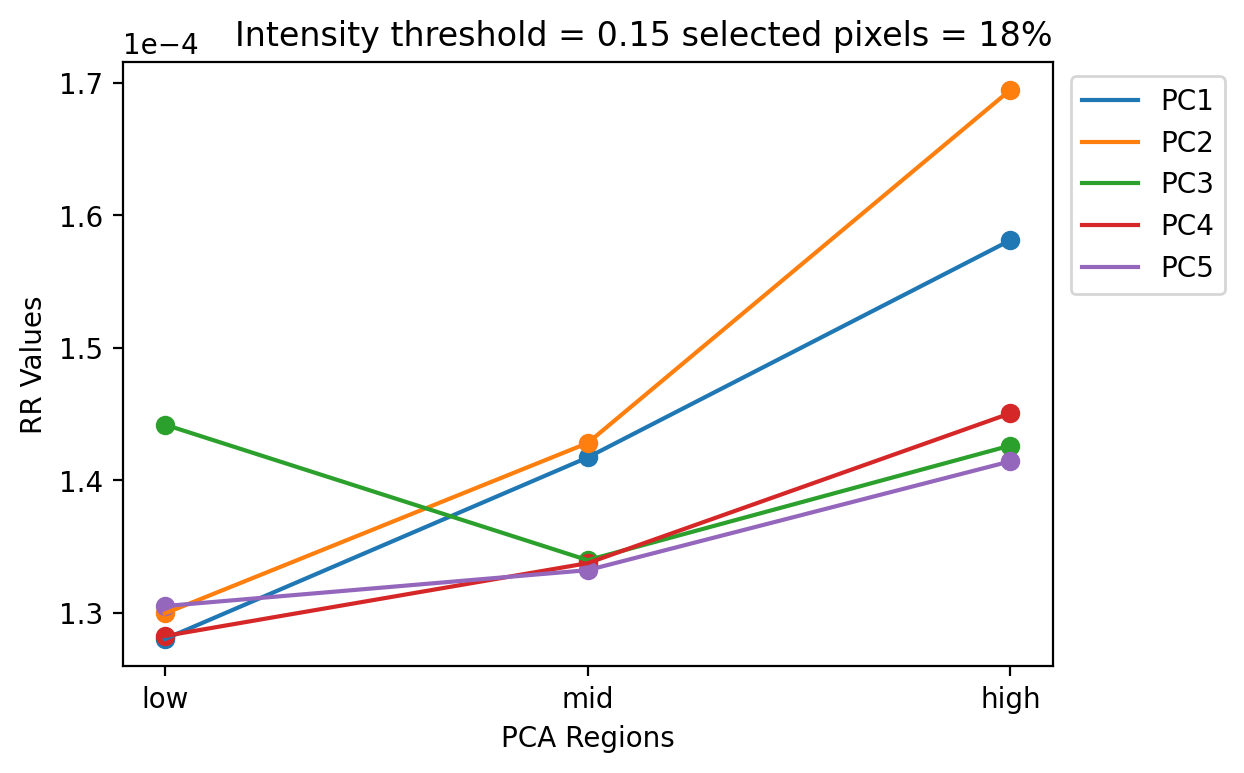 Intensity threshold = 0.15 selected pixels = 18%
1e−4
1.7
1.6
1.5
1.4
1.3
RR Values
low
mid
high
PCA Regions
PC1
PC2
PC3
PC4
PC5